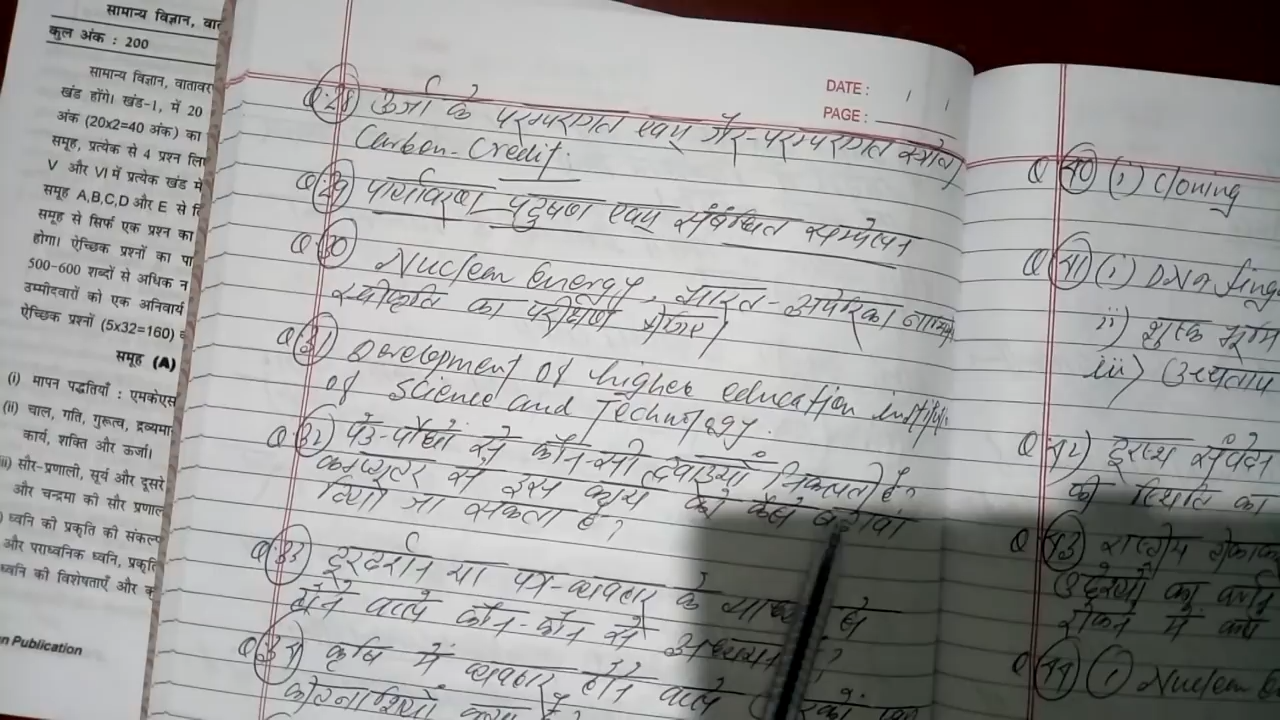 सामान्य विज्ञान, वा
कुल अंक : 200
सामान्य विज्ञान, वातावर
खंड होंगे। खंड-1, में 20
अंक (20x2=40 अंक) का
समूह, प्रत्येक से 4 प्रश्न लि
V और VI में प्रत्येक खंड में
समूह A,B,C,D और E से
समूह से सिर्फ एक प्रश्न का
होगा। ऐच्छिक प्रश्नों का पा
500-600 शब्दों से अधिक न
उम्मीदवारों को एक अनिवार्य
ऐच्छिक प्रश्नों (5x32=160)
समूह (A)
(i) मापन पद्धतियाँ : एमकेएस
(ii) चाल, गति, गुरूत्व, द्रव्यमा
कार्य, शक्ति और ऊर्जा।
सौर-प्रणाली, सूर्य और दूसरे
और चन्द्रमा की सौर प्रणाल
ध्वनि की प्रकृति की संकल्प
और पराध्वनिक ध्वनि, प्रकृति
ध्वनि की विशेषताएँ और
n Publication
DATE :
PAGE :
Q.28 ऊर्जा के परम्परागत एवम् गैर-परम्परागत स्त्रोत,
Carbon-Credit.
Q.29 पर्यावरण-प्रदुषण एवम् संबंधित सम्मेलन
Q.30 Nuclear energy, भारत-अमेरिका
का
Q.31 Development of higher education instit
of Science and Technology.
Q.32 पेड़-पौधों से कौन-सी दवाइयाँ निकलती हैं?
कम्प्यूटर से इस कार्य को कैसे
किया जा सकता है?
Q.33 दूरदर्शन या पत्र-व्यवहार के
होने वाले कौन-कौन से अध्ययन ?
Q.34 कृषि में व्यवहार होने वाले
Q 40 (i) cloning
Q 41 (i) DNA fing
ii) शुष्क
iii)
Q 42)
की स्थिति का
Q 43 राष्ट्रीय
उद्देश्यों का वर्णन
रोकने में
Q 44 (i) Nuclear